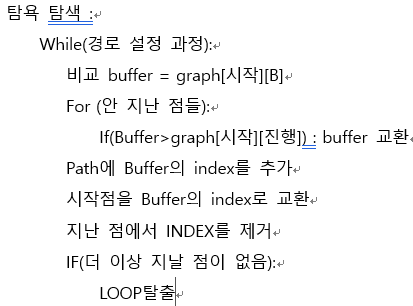 탐욕 탐색 :
While(경로 설정 과정):
비교 buffer = graph[시작][B]
For (안 지난 점들):
If(Buffer>graph[시작][진행]) : buffer 교환
Path에 Buffer의 index를 추가
시작점을 Buffer의 index로 교환
지난 점에서 INDEX를 제거
IF(더 이상 지날 점이 없음):
LOOP탈출